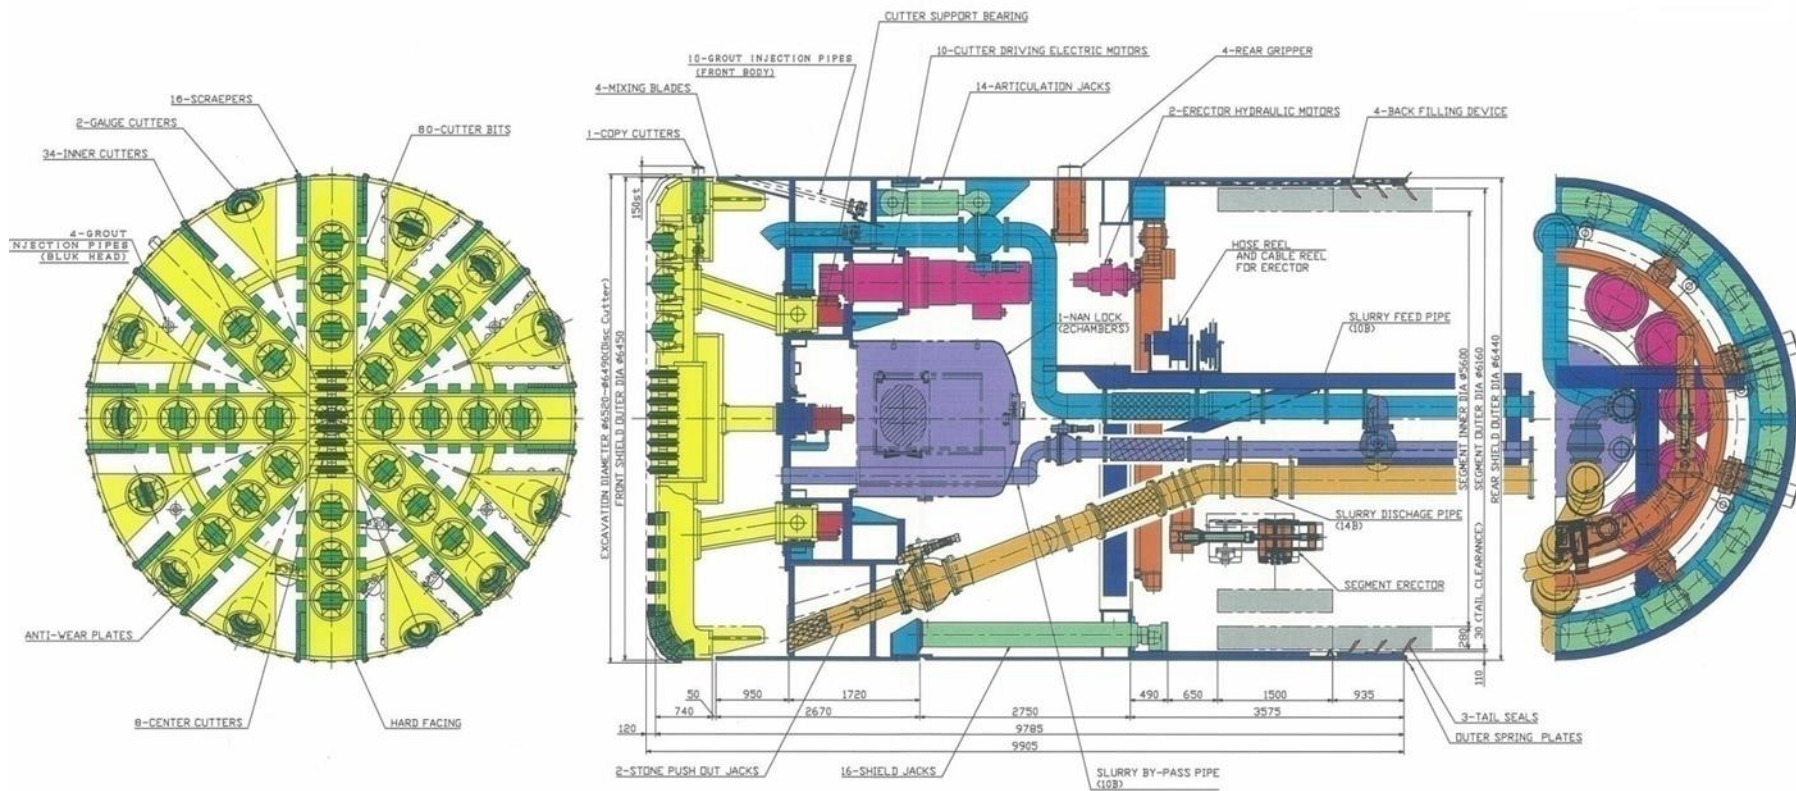 16-SCRAEPERS
2-GAUGE CUTTERS
34-INNER CUTTERS
80-CUTTER BITS
4-GROUT
NJECTION PIPES
(BLUK HEAD)
ANTI-WEAR PLATES
8-CENTER CUTTERS
HARD FACING
CUTTER SUPPORT BEARING
10-GROUT INJECTION PIPES
(FRONT BODY)
10-CUTTER DRIVING ELECTRIC MOTORS
4-REAR GRIPPER
4-MIXING BLADES
14-ARTICULATION JACKS
1-COPY CUTTERS
2-ERECTOR HYDRAULIC MOTORS
4-BACK FILLING DEVICE
150st
EXCAVATION DIAMETER ø6520~ø6490(Disc Cutter)
FRONT SHIELD OUTER DIA ø6450
HOSE REEL
AND CABLE REEL
FOR ERECTOR
1-NAN LOCK
(2CHAMBERS)
SLURRY FEED PIPE
(10B)
SLURRY DISCHAGE PIPE
(14B)
SEGMENT ERECTOR
SEGMENT INNER DIA ø5600
SEGMENT OUTER DIA ø6160
REAR SHIELD OUTER DIA ø6440
280
30 (TAIL CLEARANCE)
110
50
950
1720
490
650
1500
935
740
2670
2750
3575
120
9785
9905
3-TAIL SEALS
OUTER SPRING PLATES
2-STONE PUSH OUT JACKS
16-SHIELD JACKS
SLURRY BY-PASS PIPE
(10B)